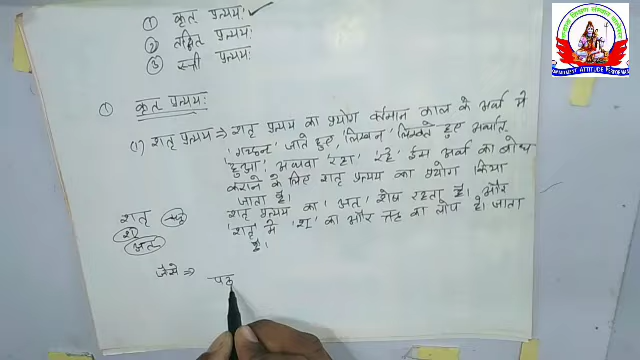 ① कृत प्रत्ययः ✓
② तद्धित प्रत्ययः
③ स्त्री प्रत्ययः
① कृत प्रत्ययः
(1) शतृ प्रत्यय ⇒ शतृ प्रत्यय का प्रयोग वर्तमान काल के अर्थ में
'गच्छन्' जाते हुए, 'लिखन' लिखते हुए अर्थात्
'हुआ' अथवा 'रहा' 'रहे' इस अर्थ का बोध
कराने के लिए शतृ प्रत्यय का प्रयोग किया
जाता है।
शतृ प्रत्यय का 'अत्' शेष रहता है। और
'शतृ' में 'श्' का और ऋ का लोप हो जाता
है।
शतृ
श
अत्
जैसे ⇒ पठ